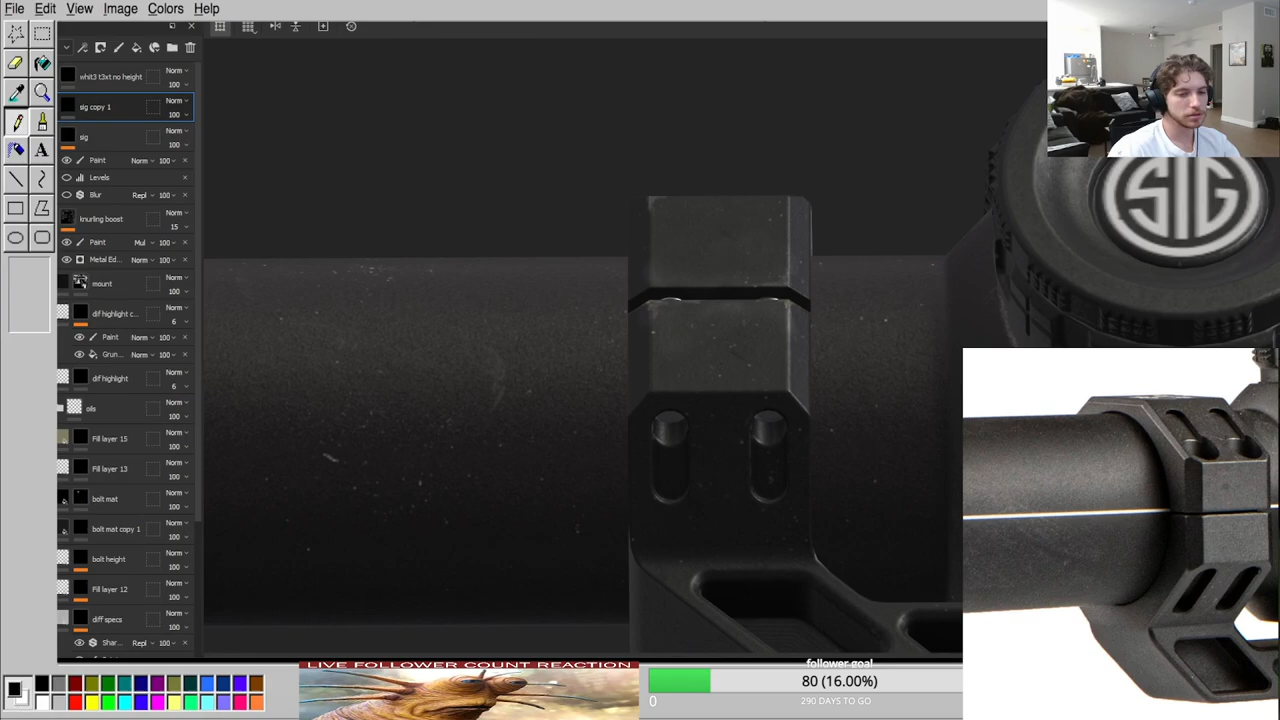 File Edit View Image Colors Help
whit3 t3xt no height Norm 100
sig copy 1 Norm 100
sig Norm 100
Paint Norm 100
Levels
Blur Repl 100
knurling boost Norm 15
Paint Mul 100
Metal Ed... Norm 100
mount Norm 100
dif highlight c... Norm 6
Paint Norm 100
Grun... Norm 100
dif highlight Norm 6
oils Norm 100
Fill layer 15 Norm 100
Fill layer 13 Norm 100
bolt mat Norm 100
bolt mat copy 1 Norm 100
bolt height Norm 100
Fill layer 12 Norm 100
diff specs Norm 100
Shar... Repl 100
SIG
A
LIVE FOLLOWER COUNT REACTION
follower goal
80 (16.00%)
0
290 DAYS TO GO